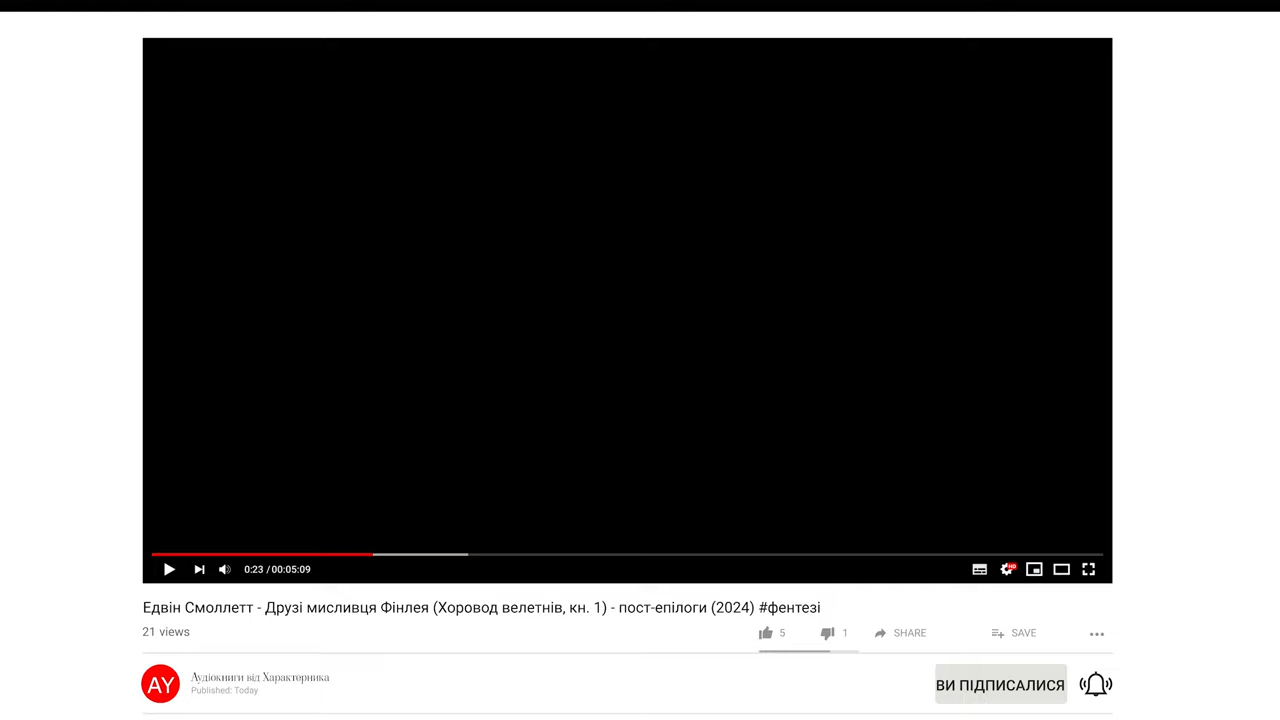 0:23 / 00:05:09
HD
Едвін Смоллетт - Друзі мисливця Фінлея (Хоровод велетнів, кн. 1) - пост-епілоги (2024) #фентезі
21 views
5 1 SHARE SAVE
AY
Аудіокниги від Характерника
Published: Today
ВИ ПІДПИСАЛИСЯ